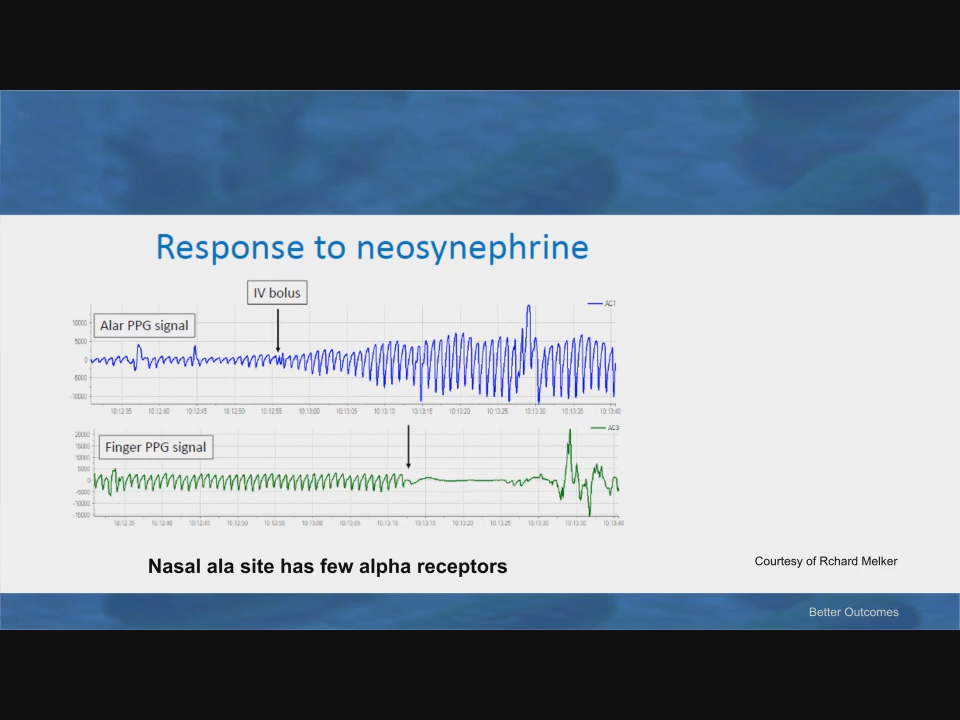 Response to neosynephrine
IV bolus
AC1
Alar PPG signal
10000
5000
0
-5000
-10000
10:12:35 10:12:40 10:12:45 10:12:50 10:12:55 10:13:00 10:13:05 10:13:10 10:13:15 10:13:20 10:13:25 10:13:30 10:13:35 10:13:40
AC3
Finger PPG signal
20000
15000
10000
5000
0
-5000
-10000
-15000
10:12:35 10:12:40 10:12:45 10:12:50 10:12:55 10:13:00 10:13:05 10:13:10 10:13:15 10:13:20 10:13:25 10:13:30 10:13:35 10:13:40
Nasal ala site has few alpha receptors
Courtesy of Rchard Melker
Better Outcomes